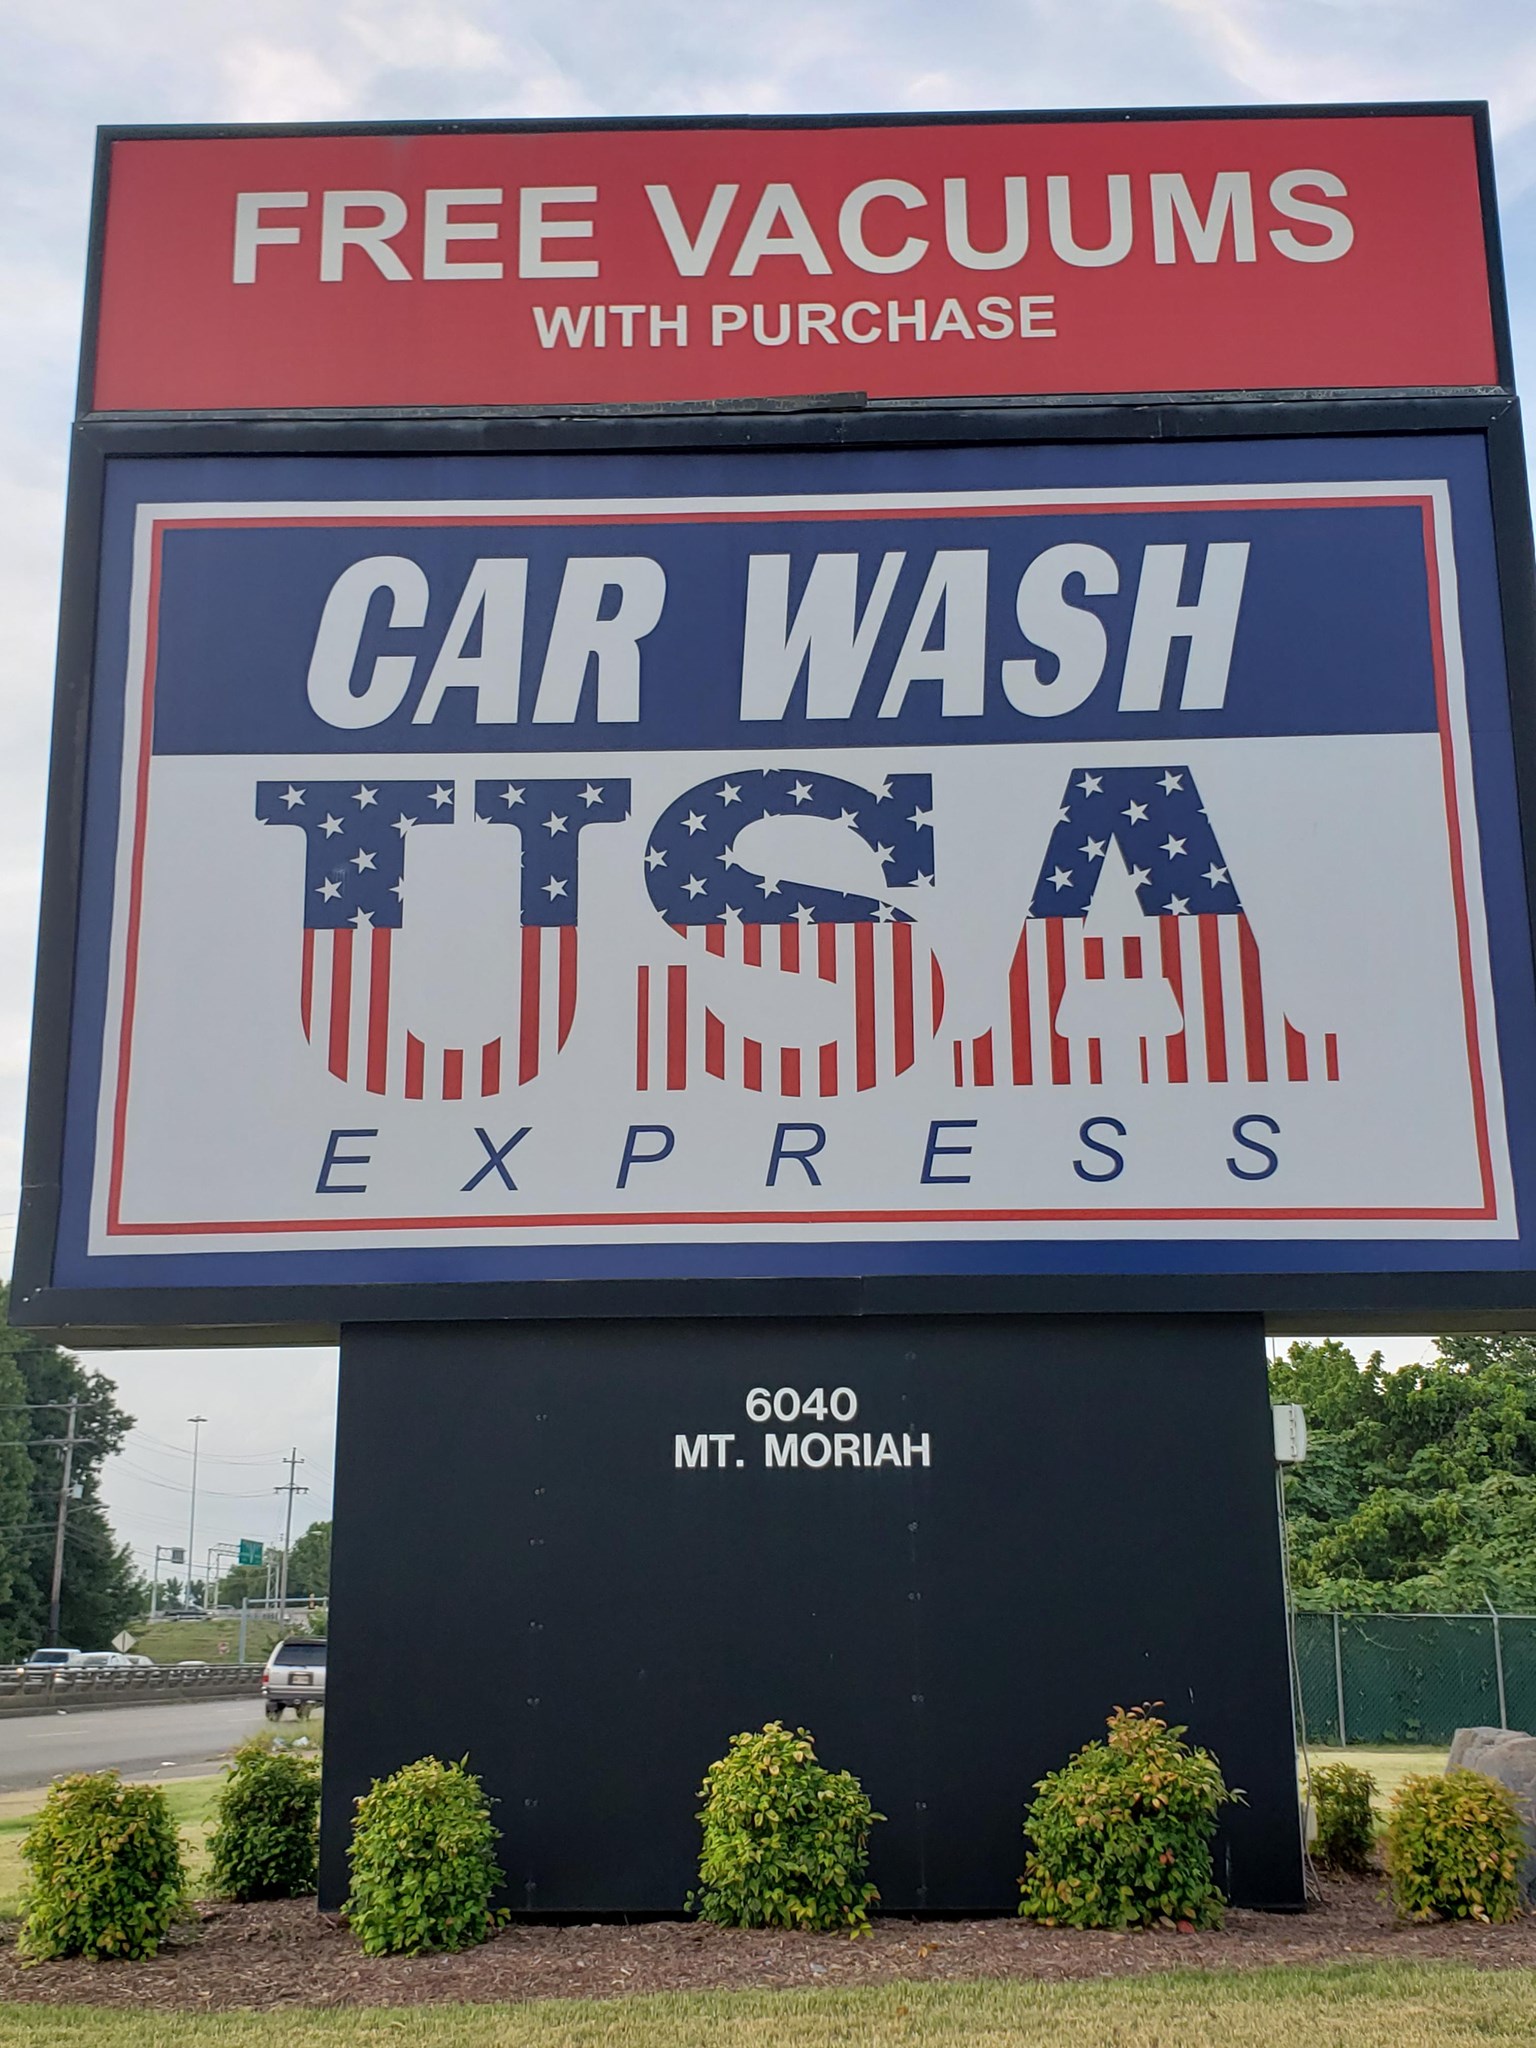 FREE VACUUMS
WITH PURCHASE
CAR WASH
USA
EXPRESS
6040
MT. MORIAH